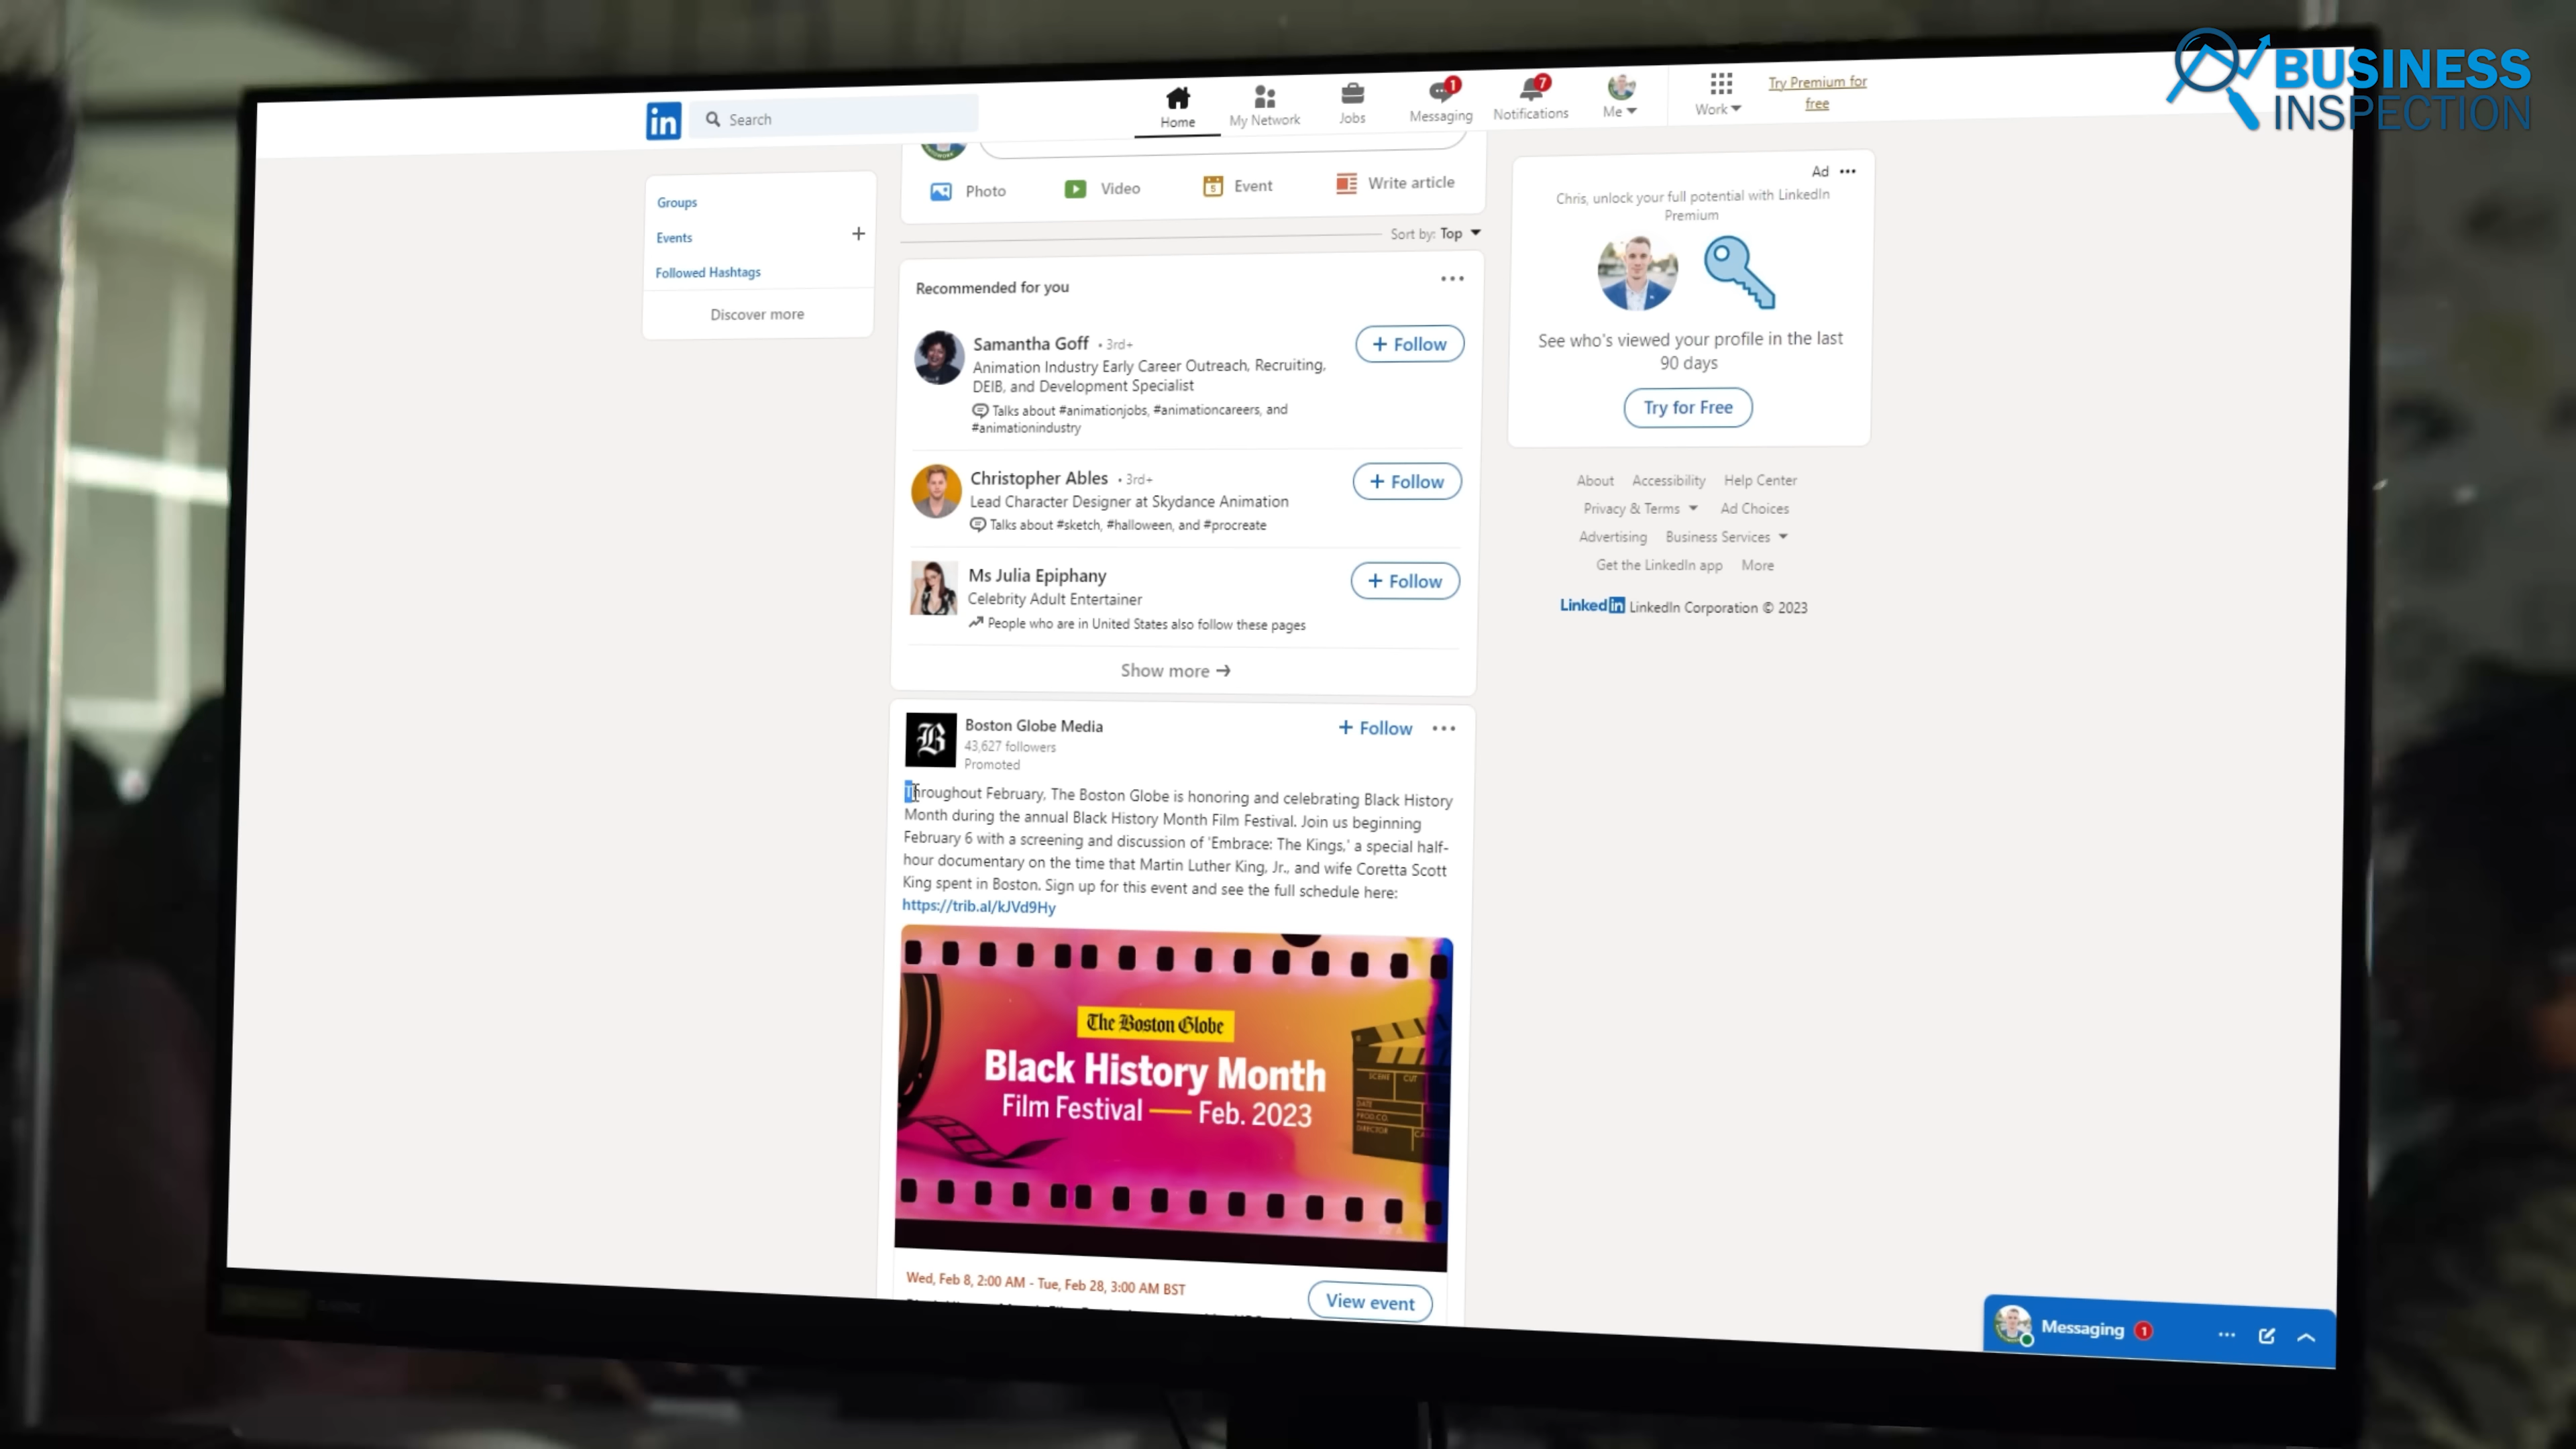 BUSINESS
INSPECTION
in
Search
Home
My Network
Jobs
1
Messaging
7
Notifications
Me
Work
Try Premium for
free
Groups
Events
Followed Hashtags
Discover more
Photo
Video
Event
Write article
Sort by: Top
Recommended for you
Samantha Goff • 3rd+
Animation Industry Early Career Outreach, Recruiting,
DEIB, and Development Specialist
Talks about #animationjobs, #animationcareers, and
#animationindustry
+ Follow
Christopher Ables • 3rd+
Lead Character Designer at Skydance Animation
Talks about #sketch, #halloween, and #procreate
+ Follow
Ms Julia Epiphany
Celebrity Adult Entertainer
People who are in United States also follow these pages
+ Follow
Show more →
B
Boston Globe Media
43,627 followers
Promoted
+ Follow
Throughout February, The Boston Globe is honoring and celebrating Black History
Month during the annual Black History Month Film Festival. Join us beginning
February 6 with a screening and discussion of 'Embrace: The Kings,' a special half-
hour documentary on the time that Martin Luther King, Jr., and wife Coretta Scott
King spent in Boston. Sign up for this event and see the full schedule here:
https://trib.al/kJVd9Hy
The Boston Globe
Black History Month
Film Festival — Feb. 2023
SCENE CUT
DATE
PROD.CO.
DIRECTOR
Wed, Feb 8, 2:00 AM - Tue, Feb 28, 3:00 AM BST
View event
Ad
Chris, unlock your full potential with LinkedIn
Premium
See who's viewed your profile in the last
90 days
Try for Free
About Accessibility Help Center
Privacy & Terms Ad Choices
Advertising Business Services
Get the LinkedIn app More
Linkedin LinkedIn Corporation © 2023
Messaging 1